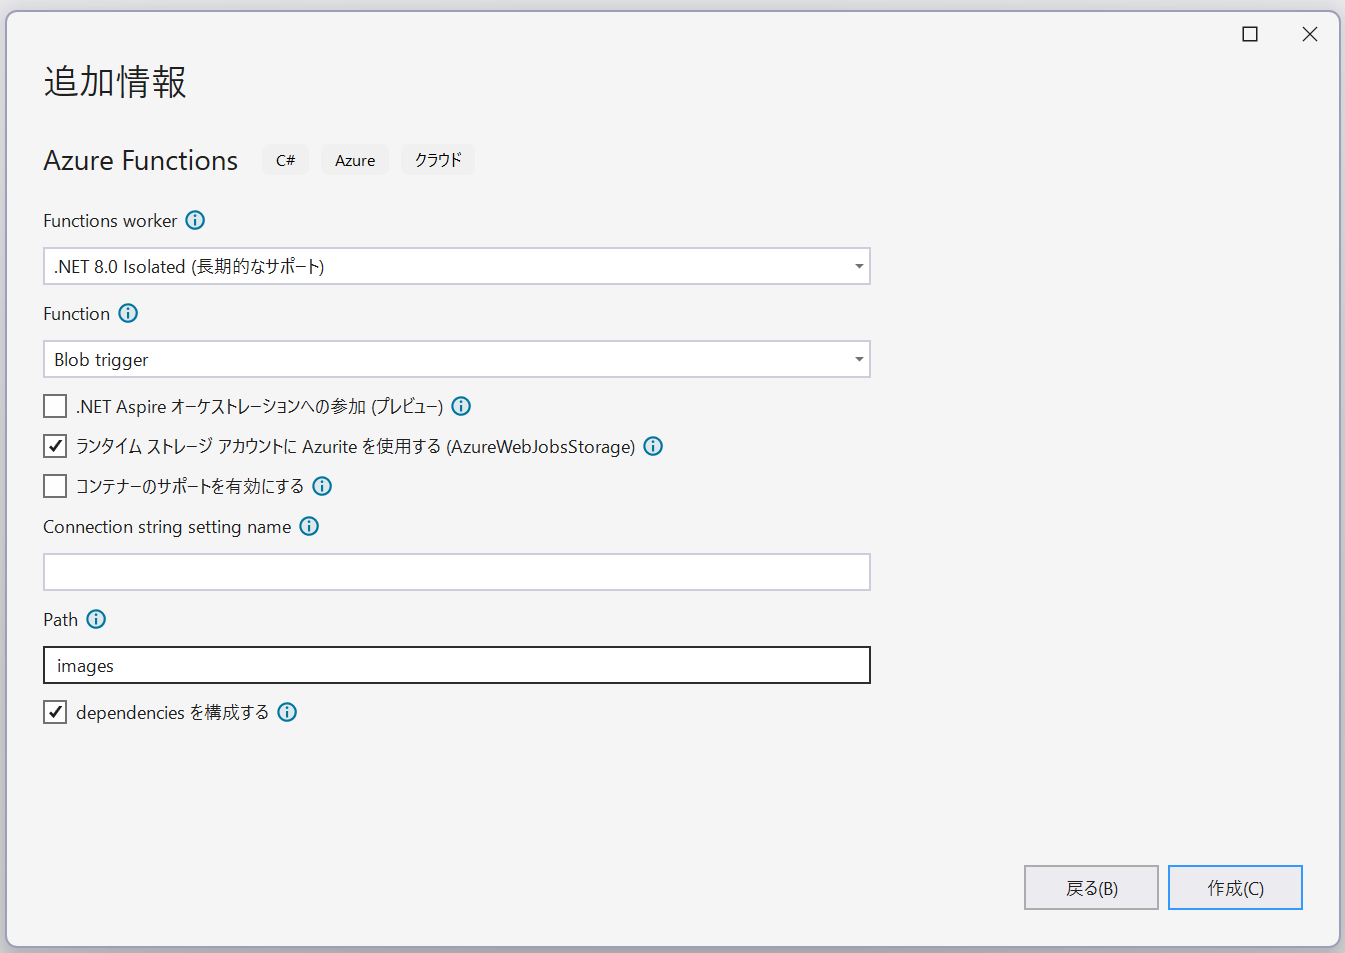 追加情報
Azure Functions C# Azure クラウド
Functions worker
.NET 8.0 Isolated (長期的なサポート)
Function
Blob trigger
.NET Aspire オーケストレーションへの参加 (プレビュー)
ランタイム ストレージ アカウントに Azurite を使用する (AzureWebJobsStorage)
コンテナーのサポートを有効にする
Connection string setting name
Path
images
dependencies を構成する
戻る(B) 作成(C)